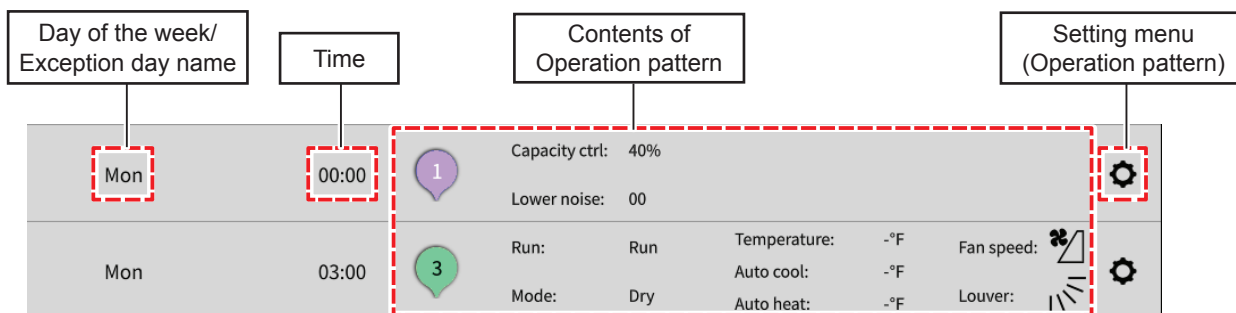 Day of the week/
Exception day name
Time
Contents of
Operation pattern
Setting menu
(Operation pattern)
Mon 00:00 1 Capacity ctrl: 40%
Lower noise: 00
Mon 03:00 3 Run: Run Temperature: -°F Fan speed:
Auto cool: -°F
Mode: Dry Auto heat: -°F Louver: